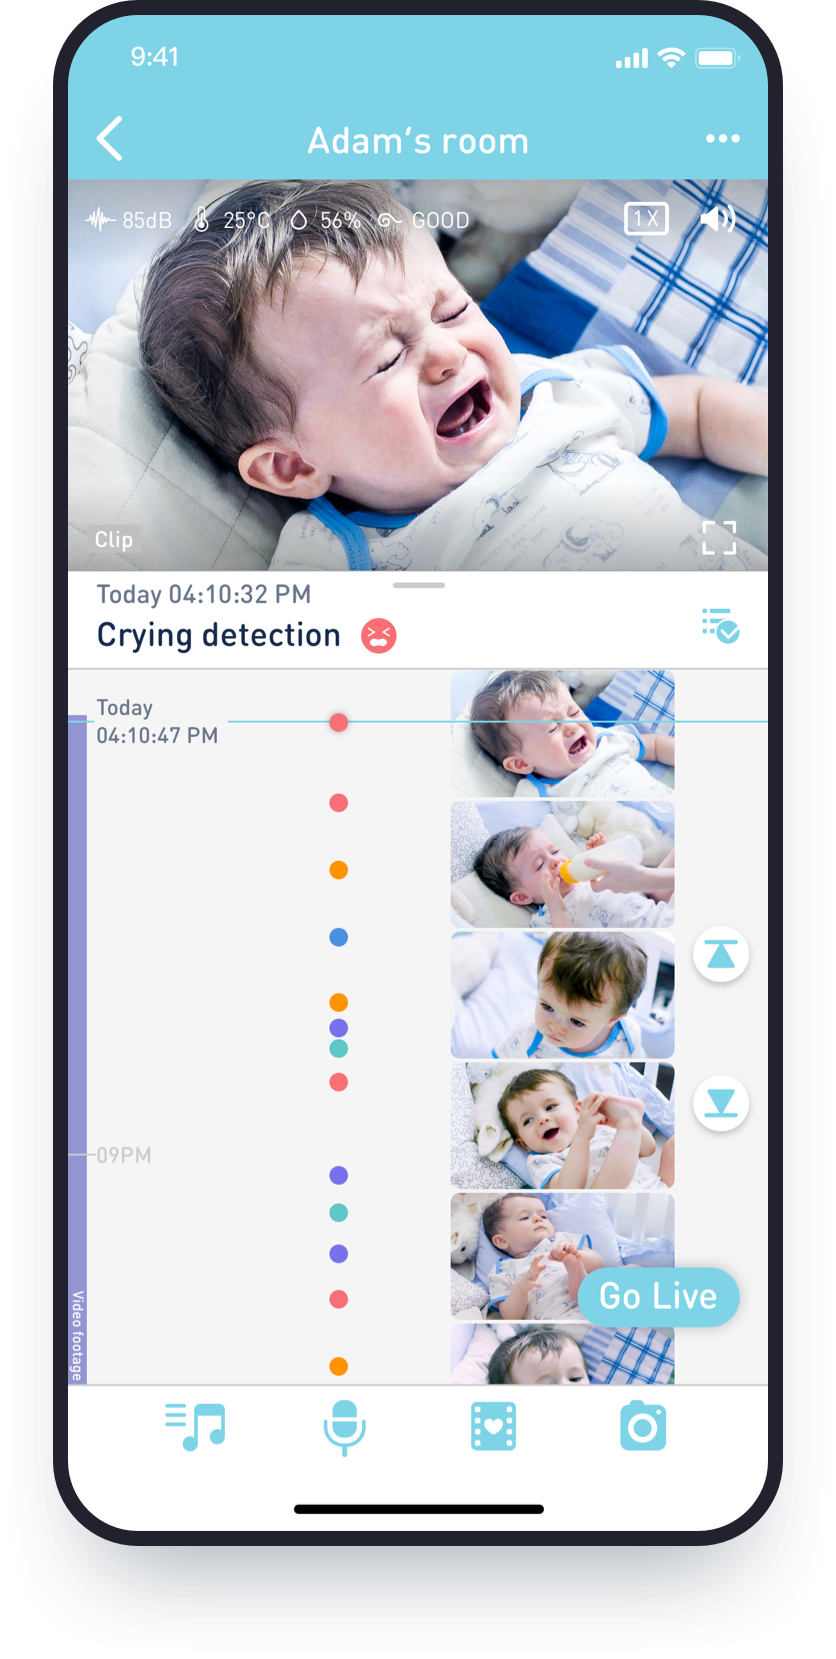 9:41
Adam's room
85dB 25°C 56% GOOD
1X
Clip
Today 04:10:32 PM
Crying detection
Today
04:10:47 PM
09PM
Go Live
Video footage